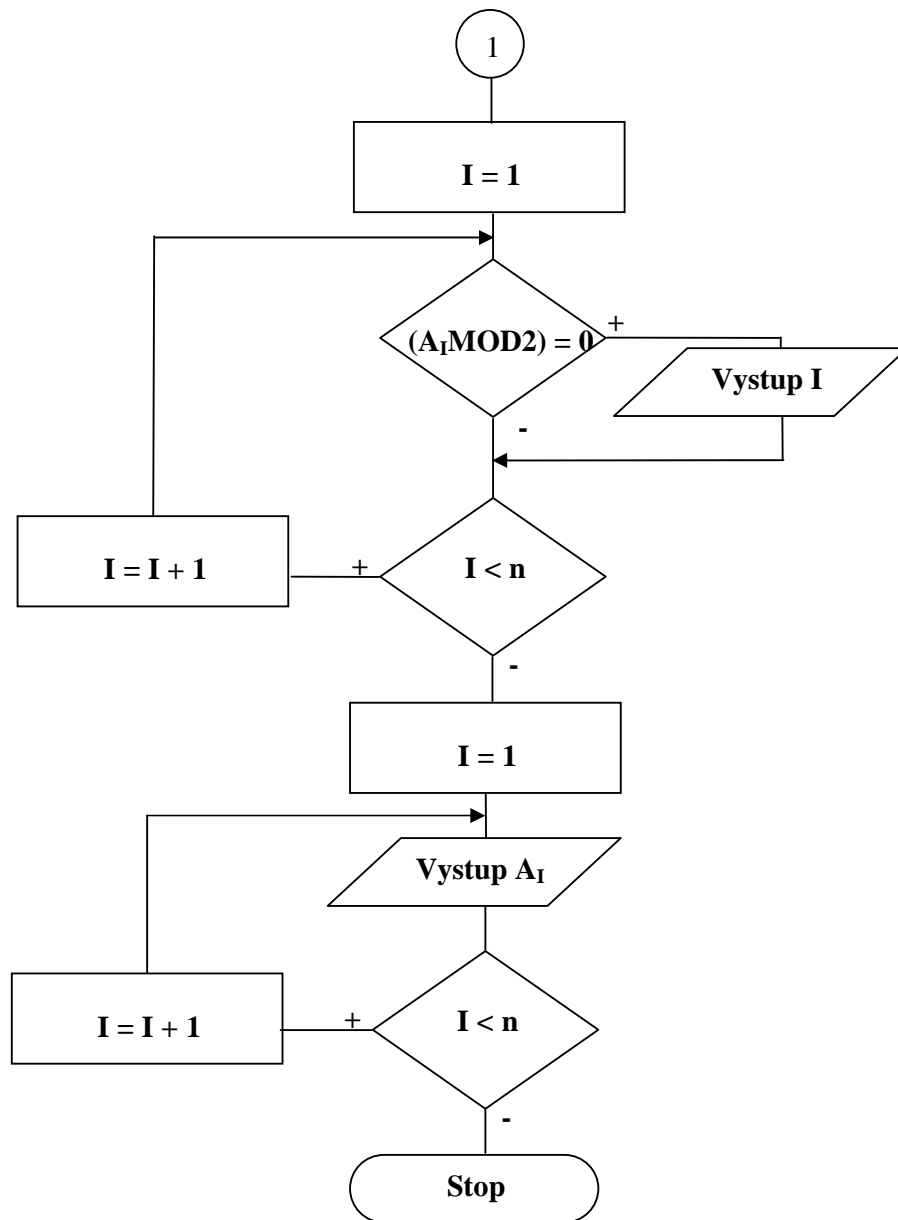 1
I = 1
(AIMOD2) = 0
+
Vystup I
-
I = I + 1
+
I < n
-
I = 1
Vystup AI
I = I + 1
+
I < n
-
Stop